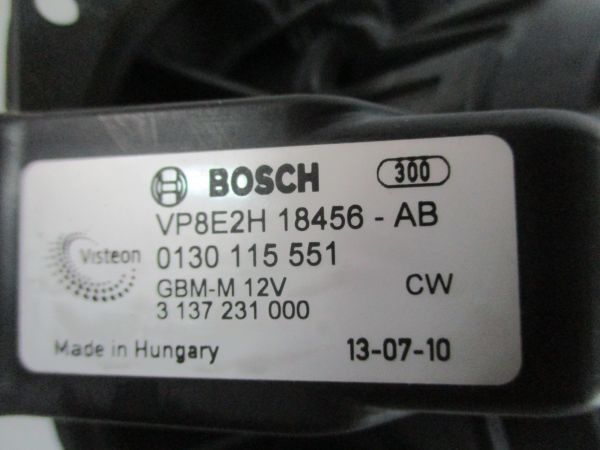 BOSCH 300
VP8E2H 18456 - AB
Visteon
0130 115 551
GBM-M 12V CW
3 137 231 000
Made in Hungary 13-07-10